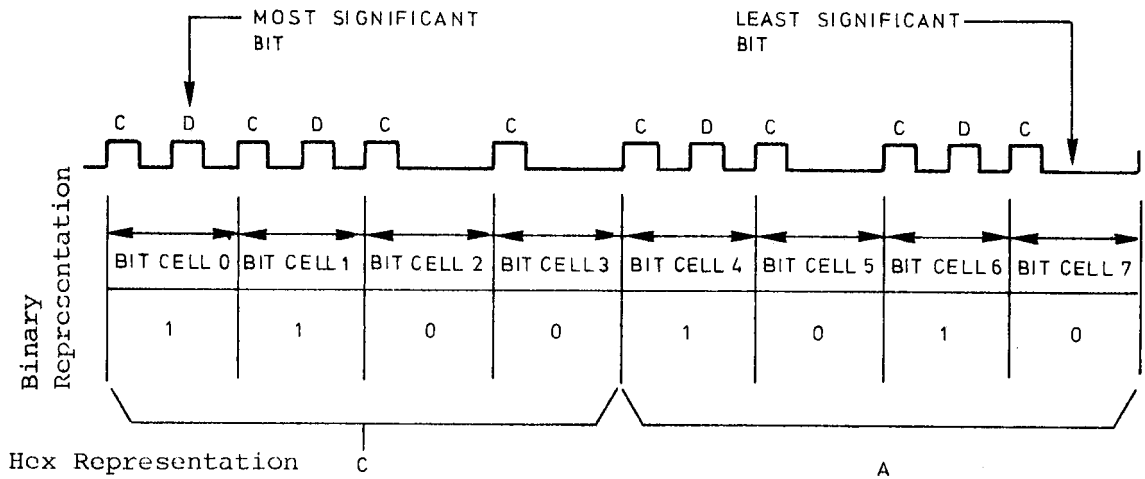 MOST SIGNIFICANT
BIT
LEAST SIGNIFICANT
BIT
C D C D C C C D C C D C
BIT CELL 0 BIT CELL 1 BIT CELL 2 BIT CELL 3 BIT CELL 4 BIT CELL 5 BIT CELL 6 BIT CELL 7
Binary
Representation
1 1 0 0 1 0 1 0
Hex Representation C A